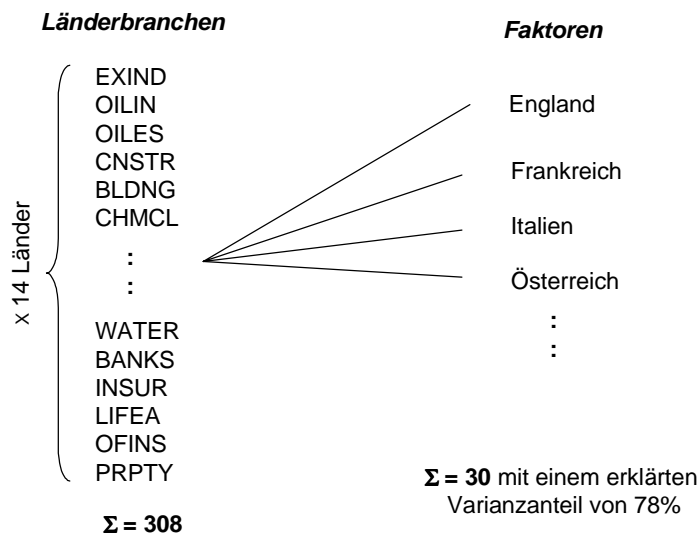 Länderbranchen
EXIND
OILIN
OILES
CNSTR
BLDNG
CHMCL
:
:
WATER
BANKS
INSUR
LIFEA
OFINS
PRPTY
Σ = 308
x 14 Länder
Faktoren
England
Frankreich
Italien
Österreich
:
:
Σ = 30 mit einem erklärten
Varianzanteil von 78%